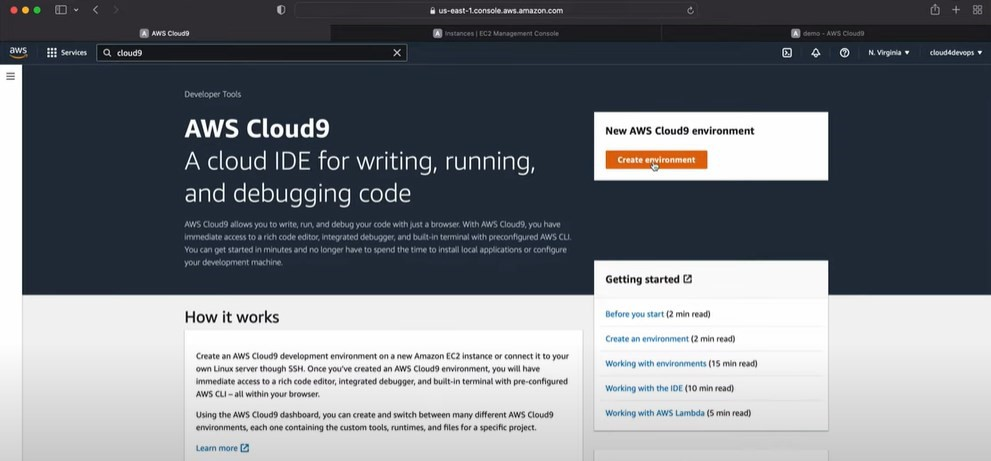 us-east-1.console.aws.amazon.com
AWS Cloud9
Instances | EC2 Management Console
demo - AWS Cloud9
aws
Services
cloud9
N. Virginia
cloud4devops
Developer Tools
AWS Cloud9
A cloud IDE for writing, running,
and debugging code
AWS Cloud9 allows you to write, run, and debug your code with just a browser. With AWS Cloud9, you have
immediate access to a rich code editor, integrated debugger, and built-in terminal with preconfigured AWS CLI.
You can get started in minutes and no longer have to spend the time to install local applications or configure
your development machine.
New AWS Cloud9 environment
Create environment
Getting started
Before you start (2 min read)
Create an environment (2 min read)
Working with environments (15 min read)
Working with the IDE (10 min read)
Working with AWS Lambda (5 min read)
How it works
Create an AWS Cloud9 development environment on a new Amazon EC2 instance or connect it to your
own Linux server though SSH. Once you've created an AWS Cloud9 environment, you will have
immediate access to a rich code editor, integrated debugger, and built-in terminal with pre-configured
AWS CLI – all within your browser.
Using the AWS Cloud9 dashboard, you can create and switch between many different AWS Cloud9
environments, each one containing the custom tools, runtimes, and files for a specific project.
Learn more